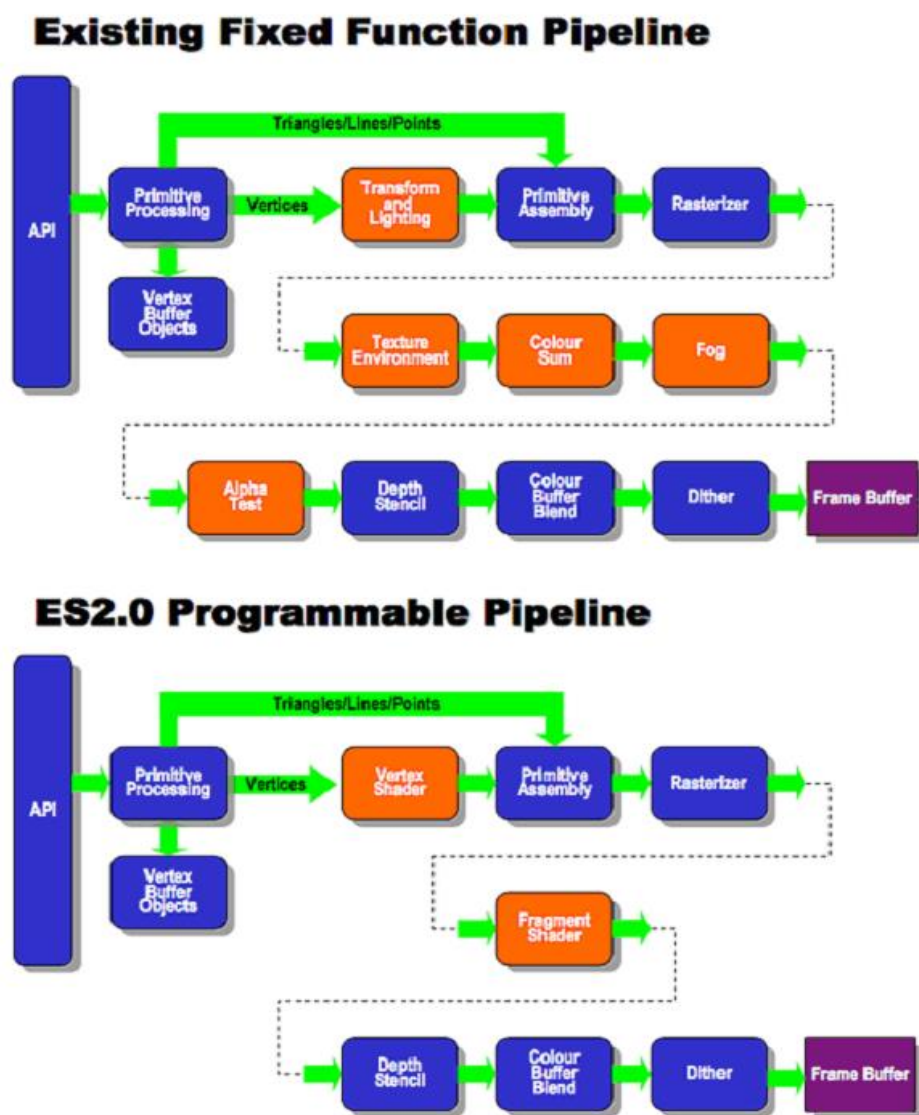 Existing Fixed Function Pipeline
Triangles/Lines/Points
API
Primitive
Processing
Vertices
Transform
and
Lighting
Primitive
Assembly
Rasterizer
Vertex
Buffer
Objects
Texture
Environment
Colour
Sum
Fog
Alpha
Test
Depth
Stencil
Colour
Buffer
Blend
Dither
Frame Buffer
ES2.0 Programmable Pipeline
Triangles/Lines/Points
API
Primitive
Processing
Vertices
Vertex
Shader
Primitive
Assembly
Rasterizer
Vertex
Buffer
Objects
Fragment
Shader
Depth
Stencil
Colour
Buffer
Blend
Dither
Frame Buffer